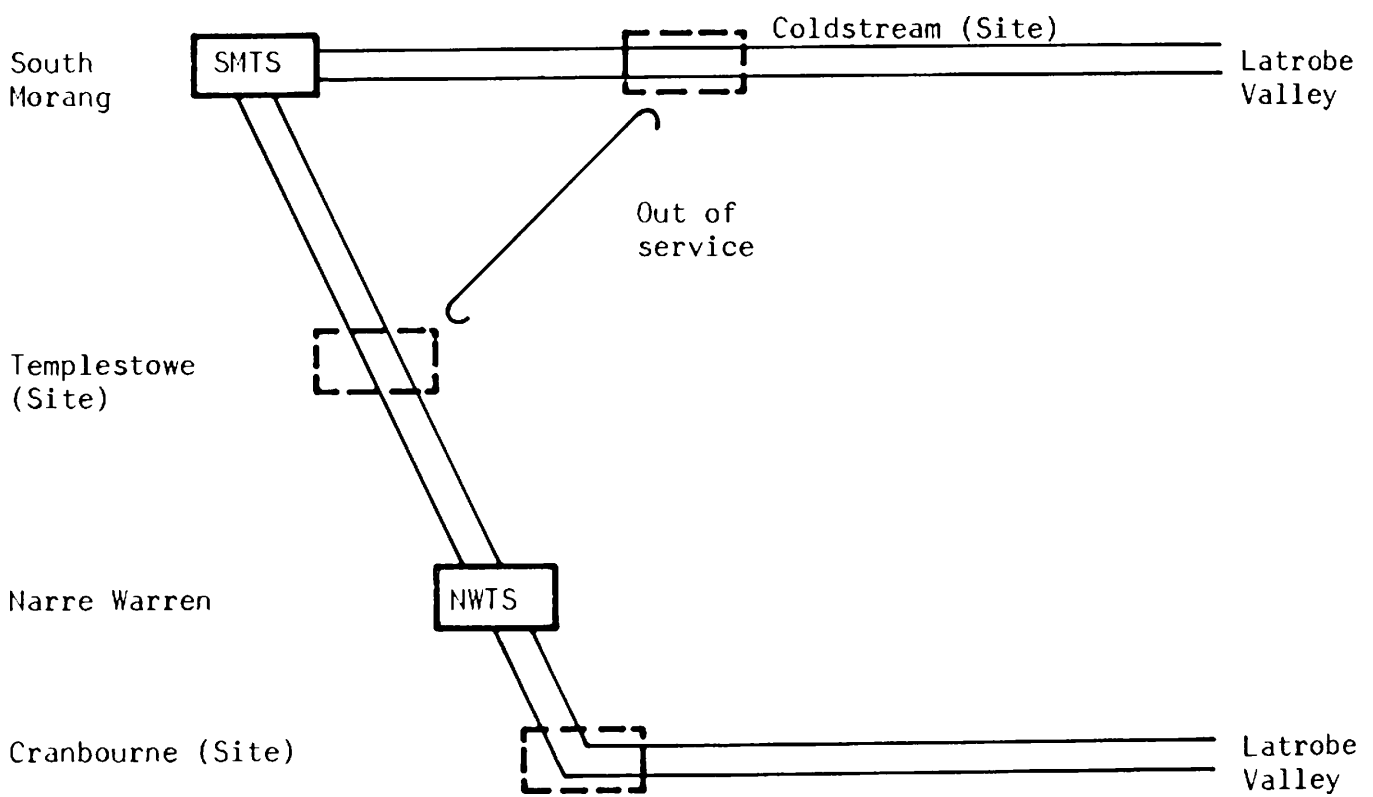 Coldstream (Site)
South
Morang
SMTS
Latrobe
Valley
Out of
service
Templestowe
(Site)
Narre Warren
NWTS
Cranbourne (Site)
Latrobe
Valley